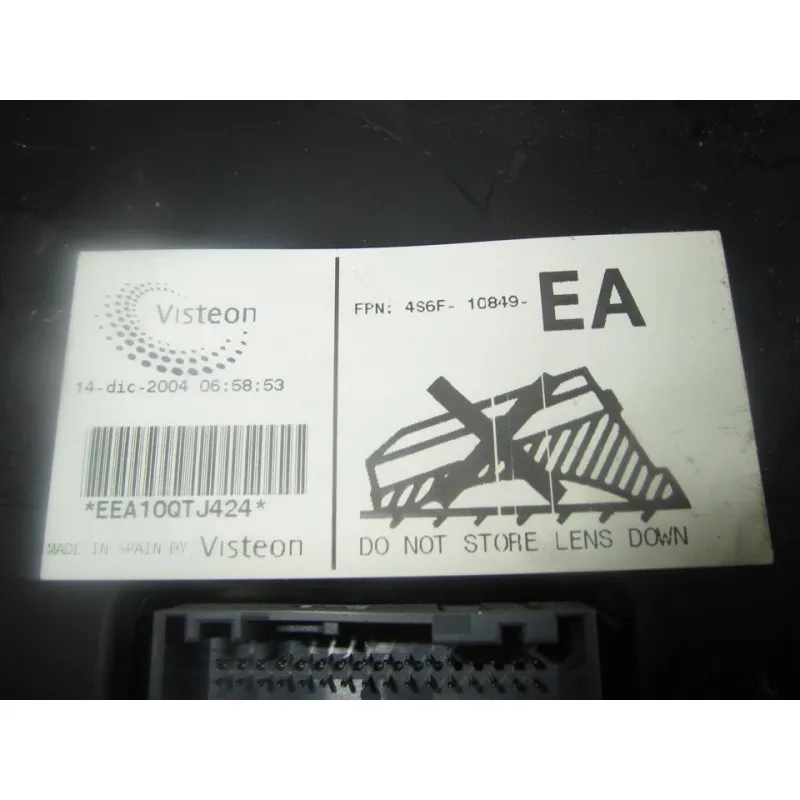 Visteon
14-dic-2004 06:58:53
*EEA10QTJ424*
MADE IN SPAIN BY Visteon
FPN: 4S6F- 10849- EA
DO NOT STORE LENS DOWN